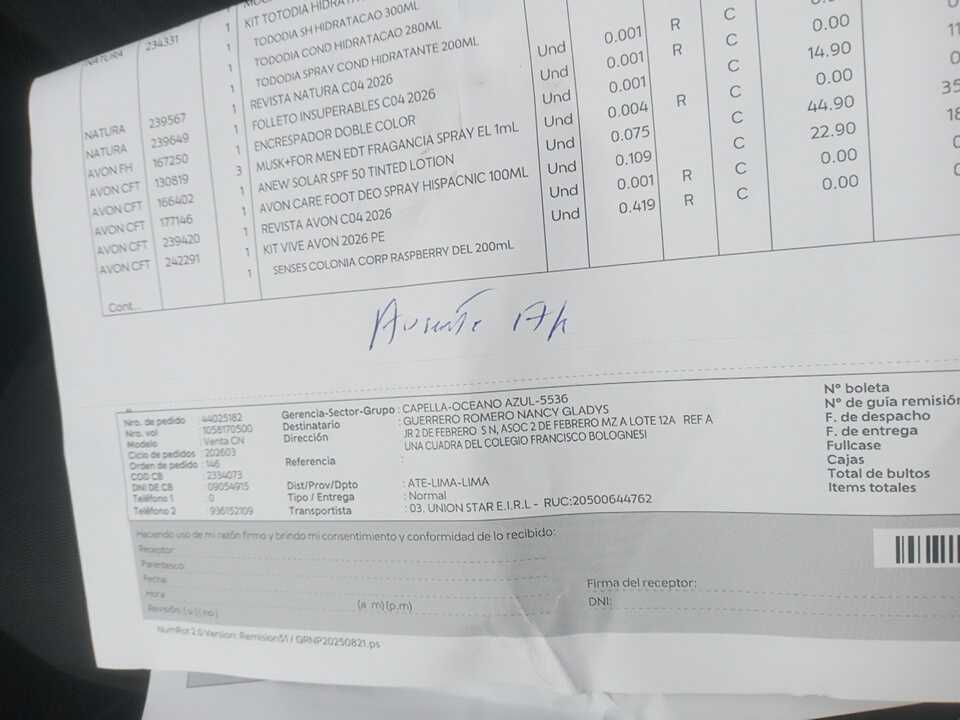 KIT TOTODIA HIDRATA
NATURA 234331 1 TODODIA SH HIDRATACAO 300ML
1 TODODIA COND HIDRATACAO 280ML
1 TODODIA SPRAY COND HIDRATANTE 200ML Und 0.001 R C 0.00
NATURA 239567 1 REVISTA NATURA C04 2026 Und 0.001 R C 14.90
NATURA 239649 1 FOLLETO INSUPERABLES C04 2026 Und 0.001 C 0.00
AVON FH 167250 1 ENCRESPADOR DOBLE COLOR Und 0.004 R C 44.90
AVON CFT 130819 3 MUSK+FOR MEN EDT FRAGANCIA SPRAY EL 1mL Und 0.075 C 22.90
AVON CFT 166402 1 ANEW SOLAR SPF 50 TINTED LOTION Und 0.109 C 0.00
AVON CFT 177146 1 AVON CARE FOOT DEO SPRAY HISPACNIC 100ML Und 0.001 R C 0.00
AVON CFT 239420 1 REVISTA AVON C04 2026 Und 0.419 R C
AVON CFT 242291 1 KIT VIVE AVON 2026 PE
1 SENSES COLONIA CORP RASPBERRY DEL 200mL
Cont...
Ausente 17h
Nro. de pedido : 44025182
Nro. vol : 1058170500
Modelo : Venta CN
Ciclo de pedidos : 202603
Orden de pedido : 146
COD CB : 2334073
DNI DE CB : 09054915
Teléfono 1 : 0
Teléfono 2 : 936152109
Gerencia-Sector-Grupo : CAPELLA-OCEANO AZUL-5536
Destinatario : GUERRERO ROMERO NANCY GLADYS
Dirección : JR 2 DE FEBRERO S N, ASOC 2 DE FEBRERO MZ A LOTE 12A REF A
UNA CUADRA DEL COLEGIO FRANCISCO BOLOGNESI
Referencia :
Dist/Prov/Dpto : ATE-LIMA-LIMA
Tipo / Entrega : Normal
Transportista : 03. UNION STAR E.I.R.L - RUC:20500644762
N° boleta
N° de guía remisión
F. de despacho
F. de entrega
Fullcase
Cajas
Total de bultos
Items totales
Haciendo uso de mi razón firmo y brindo mi consentimiento y conformidad de lo recibido:
Receptor
Parentesco
Fecha
Hora (a m) (p.m)
Revisión: ( si ) ( no )
Firma del receptor:
DNI:
NumRot 2.0/Version: Remision51 / GRNP20250821.ps